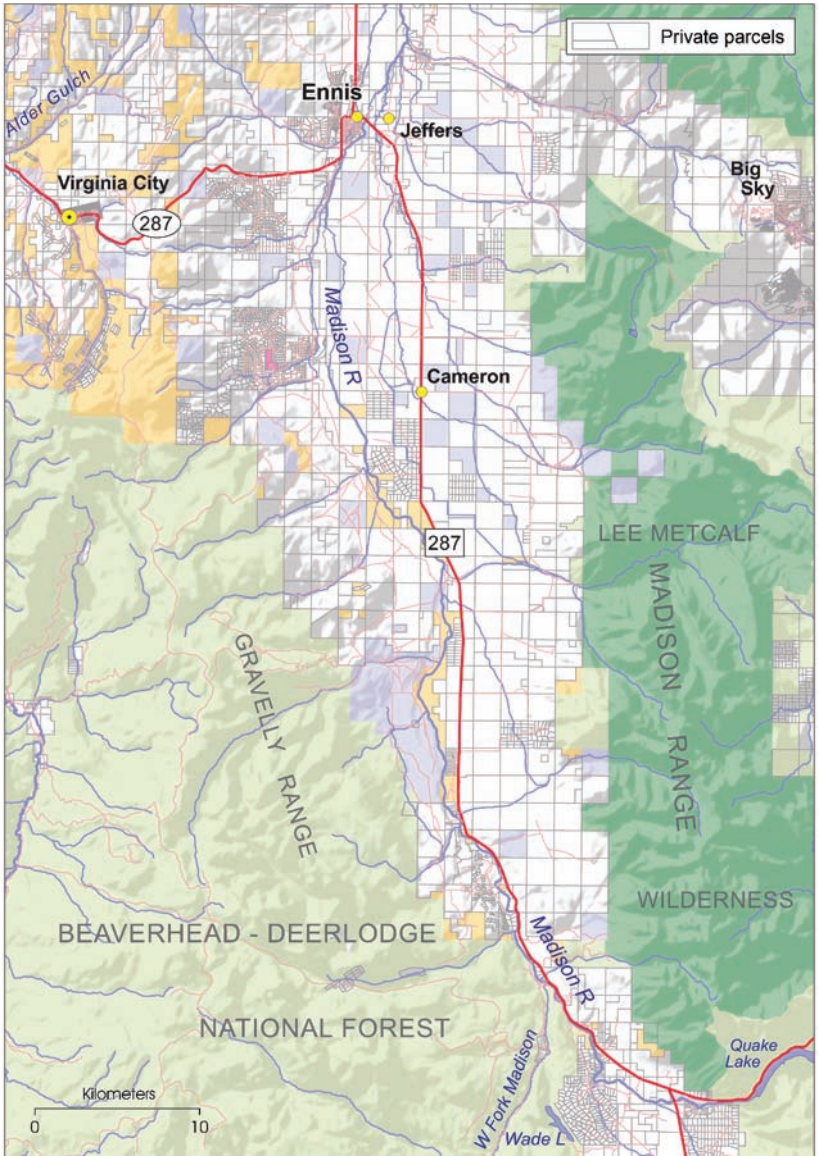 Private parcels
Alder Gulch
Ennis
Jeffers
Virginia City
287
Big
Sky
Madison R
Cameron
287
LEE METCALF
MADISON
RANGE
GRAVELLY RANGE
WILDERNESS
BEAVERHEAD - DEERLODGE
Madison R
NATIONAL FOREST
W Fork Madison
Quake
Lake
Wade L
Kilometers
0 10